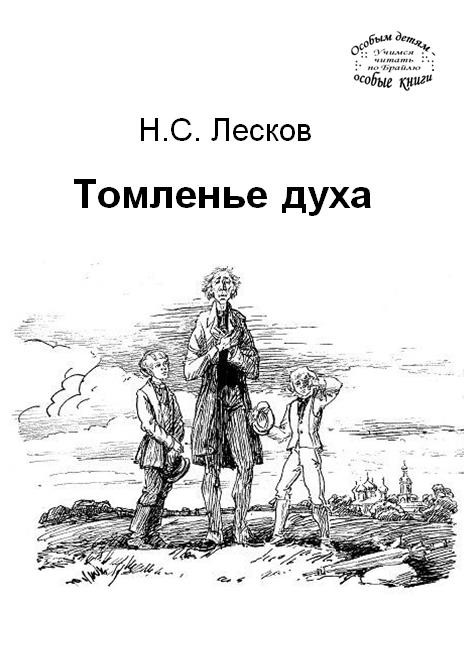 Особым детям -
Учимся
читать
по Брайлю
особые книги
Н.С. Лесков
Томленье духа